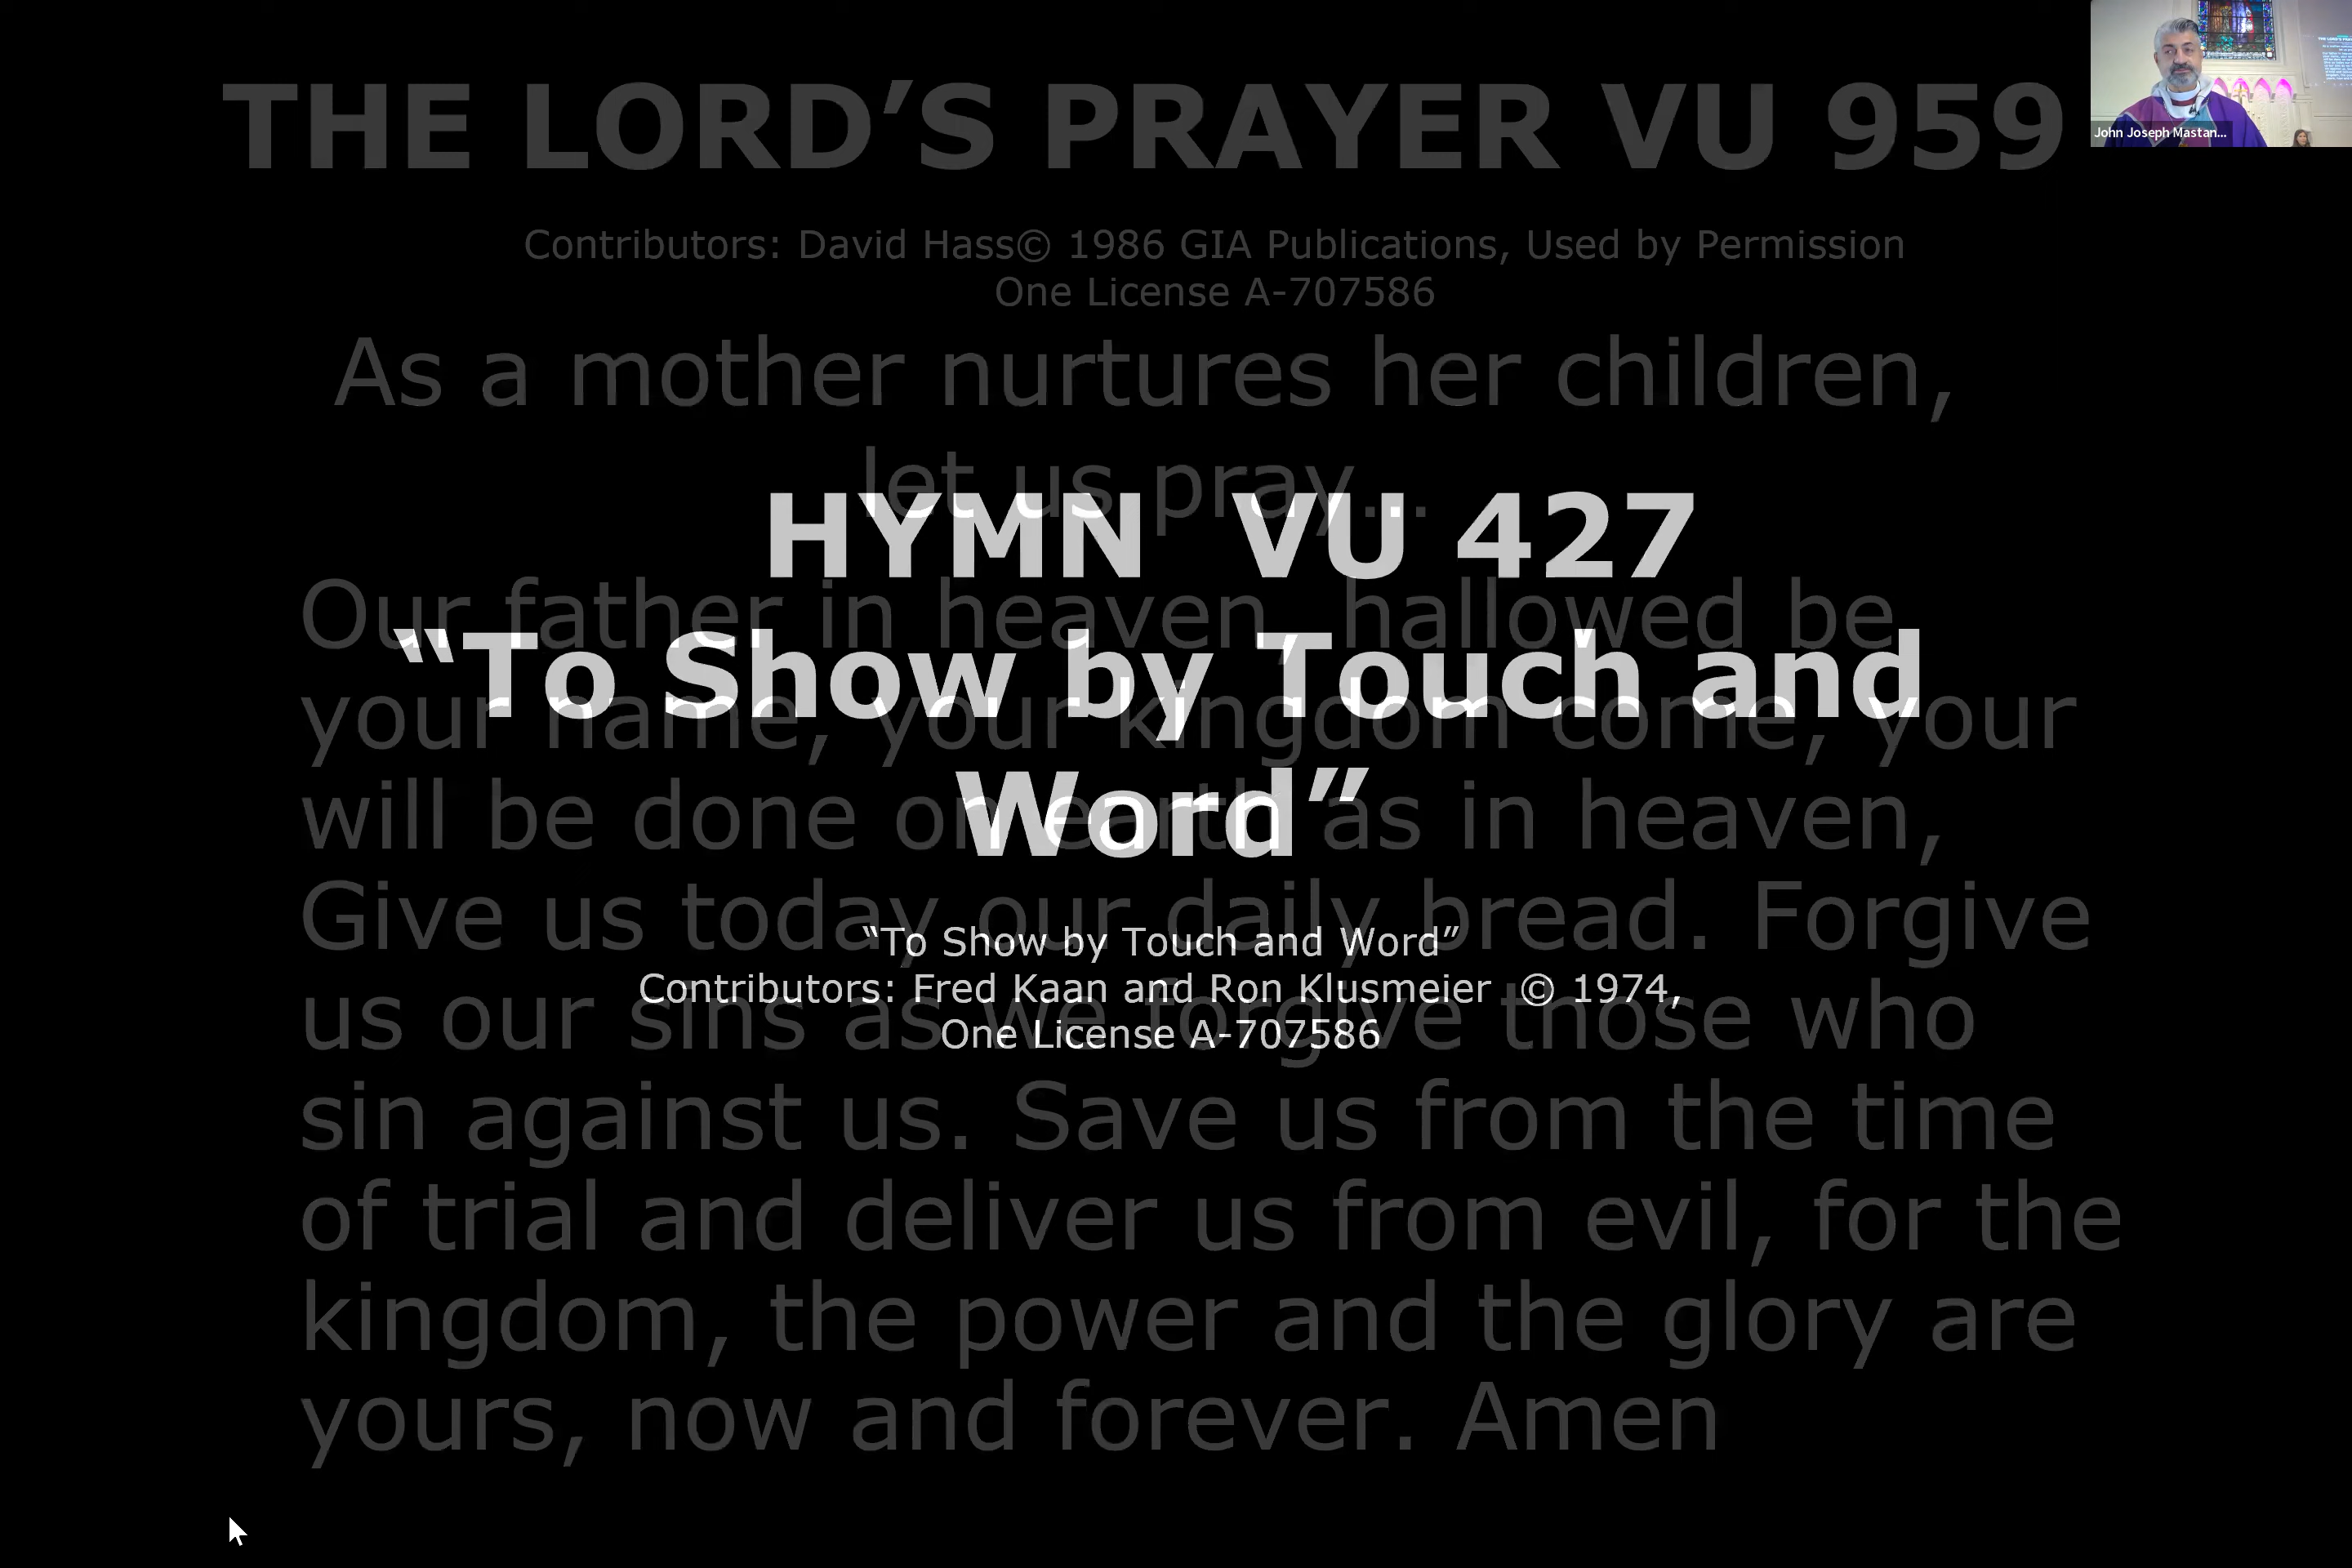 THE LORD’S PRAYER VU 959
John Joseph Mastan...
Contributors: David Hass© 1986 GIA Publications, Used by Permission
One License A-707586
As a mother nurtures her children,
let us pray...
HYMN VU 427
Our father in heaven, hallowed be
“To Show by Touch and
your name, your kingdom come, your
Word”
will be done on earth as in heaven,
Give us today our daily bread. Forgive
“To Show by Touch and Word”
Contributors: Fred Kaan and Ron Klusmeier © 1974,
us our sins as we forgive those who
One License A-707586
sin against us. Save us from the time
of trial and deliver us from evil, for the
kingdom, the power and the glory are
yours, now and forever. Amen